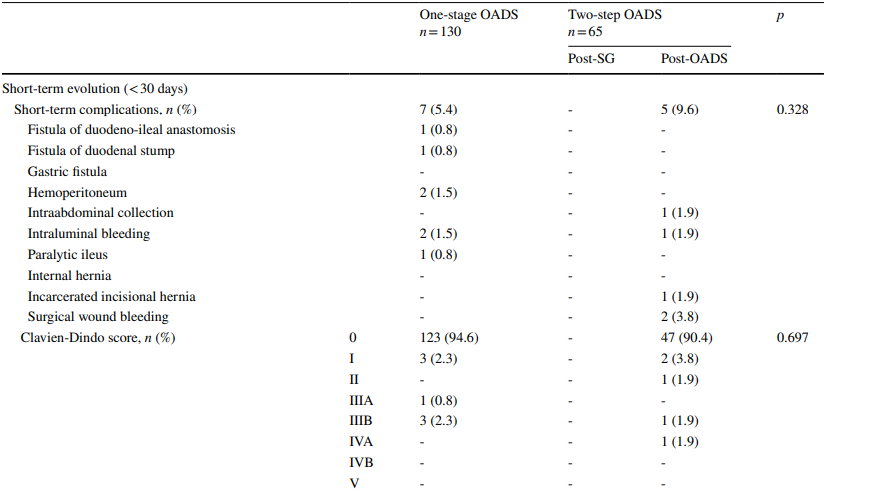 One-stage OADS Two-step OADS p
n=130 n=65
Post-SG Post-OADS
Short-term evolution (<30 days)
Short-term complications, n (%) 7 (5.4) - 5 (9.6) 0.328
Fistula of duodeno-ileal anastomosis 1 (0.8) - -
Fistula of duodenal stump 1 (0.8) - -
Gastric fistula - - -
Hemoperitoneum 2 (1.5) - -
Intraabdominal collection - - 1 (1.9)
Intraluminal bleeding 2 (1.5) - 1 (1.9)
Paralytic ileus 1 (0.8) - -
Internal hernia - - -
Incarcerated incisional hernia - - 1 (1.9)
Surgical wound bleeding - - 2 (3.8)
Clavien-Dindo score, n (%) 0 123 (94.6) - 47 (90.4) 0.697
I 3 (2.3) - 2 (3.8)
II - - 1 (1.9)
IIIA 1 (0.8) - -
IIIB 3 (2.3) - 1 (1.9)
IVA - - 1 (1.9)
IVB - - -
V - - -